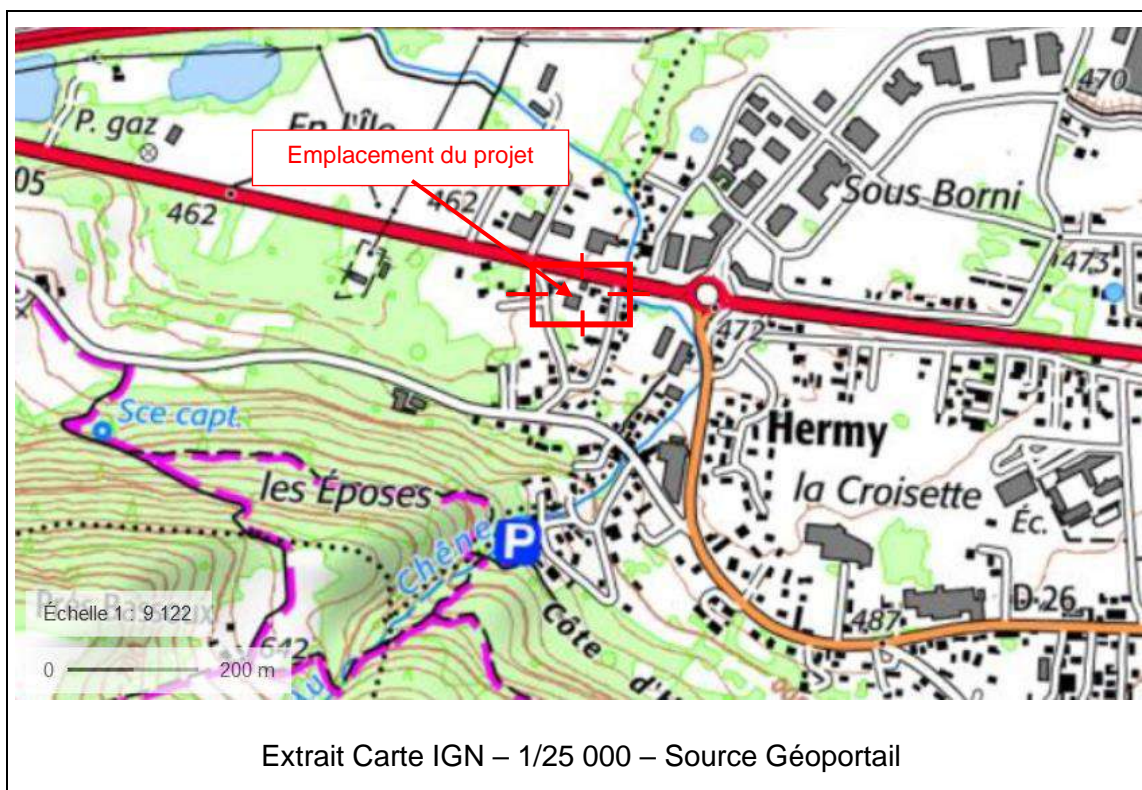 470
P. gaz
En l'Île
Emplacement du projet
05
462
462
Sous Borni
473
472
Hermy
Sce capt.
les Époses
la Croisette
Éc.
P
Chêne
Échelle 1 : 9 122
D 26
Côte
487
642
0
200 m
d'H
Extrait Carte IGN – 1/25 000 – Source Géoportail